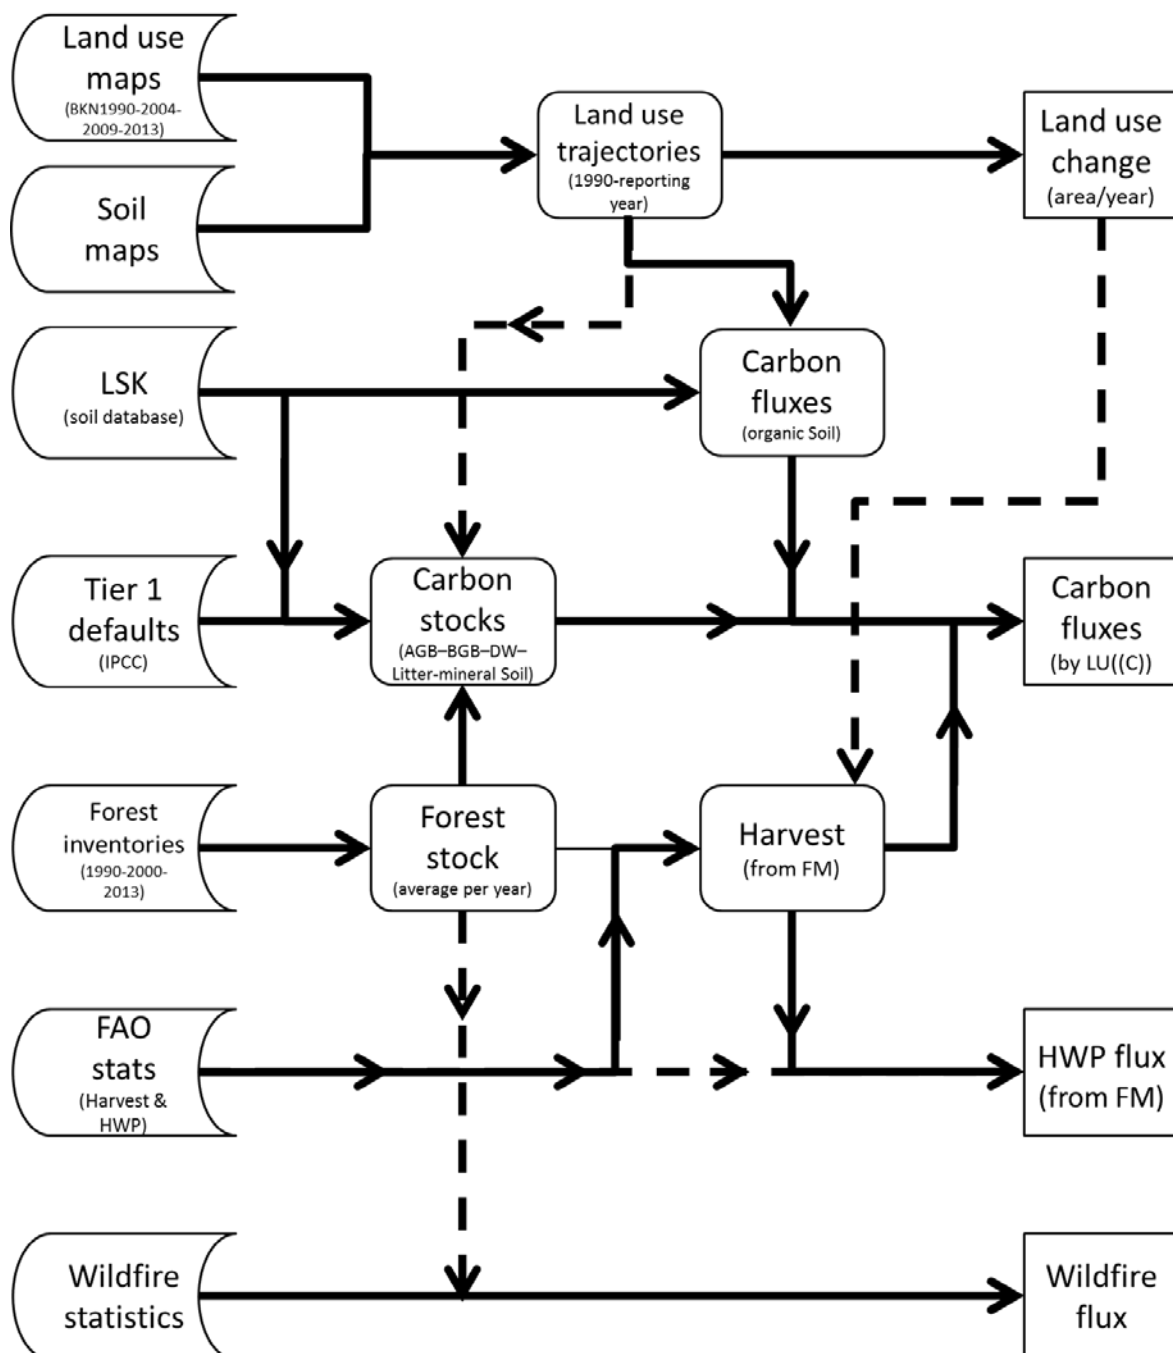 Land use
maps
(BKN1990-2004-
2009-2013)
Land use
trajectories
(1990-reporting
year)
Land use
change
(area/year)
Soil
maps
LSK
(soil database)
Carbon
fluxes
(organic Soil)
Tier 1
defaults
(IPCC)
Carbon
stocks
(AGB–BGB–DW–
Litter-mineral Soil)
Carbon
fluxes
(by LU((C))
Forest
inventories
(1990-2000-
2013)
Forest
stock
(average per year)
Harvest
(from FM)
FAO
stats
(Harvest &
HWP)
HWP flux
(from FM)
Wildfire
statistics
Wildfire
flux